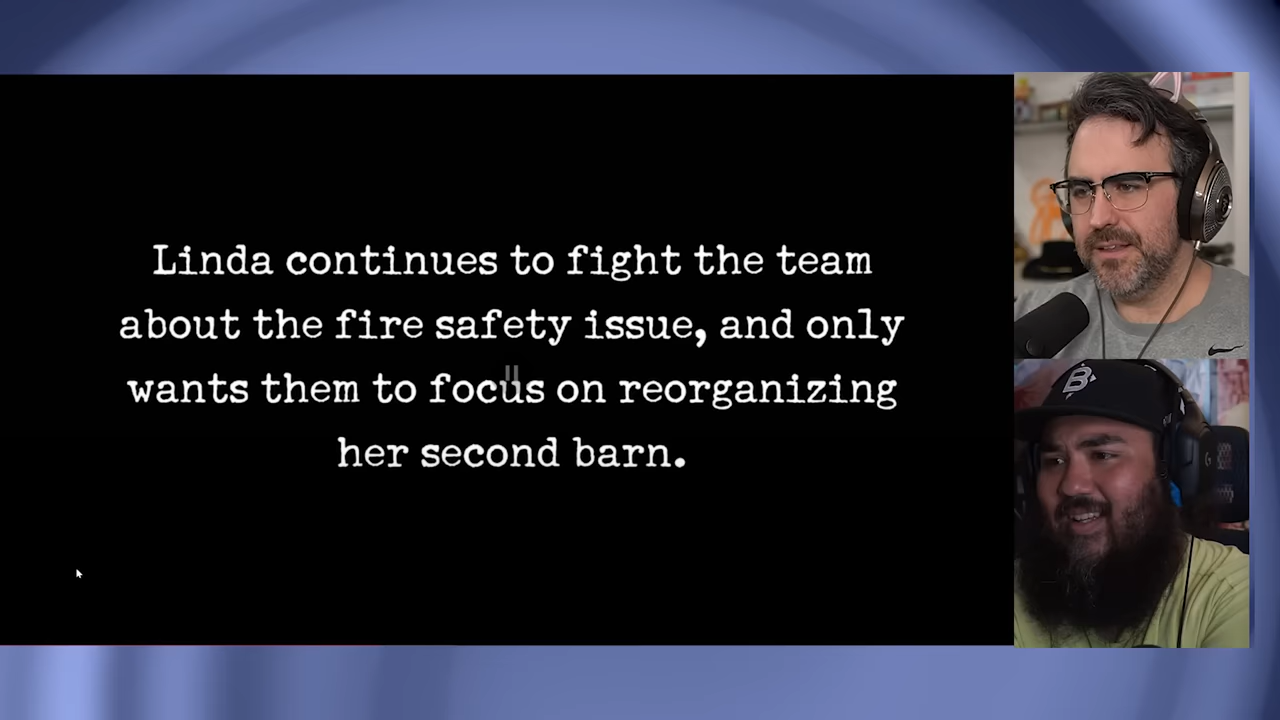 Linda continues to fight the team
about the fire safety issue, and only
wants them to focus on reorganizing
her second barn.
B
G